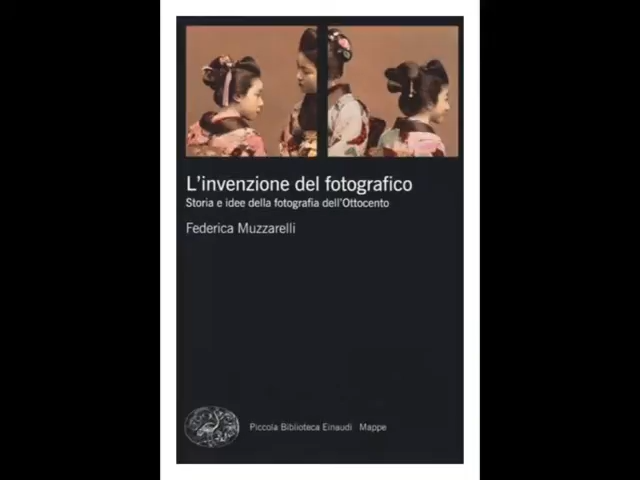 L'invenzione del fotografico
Storia e idee della fotografia dell'Ottocento
Federica Muzzarelli
Piccola Biblioteca Einaudi Mappe